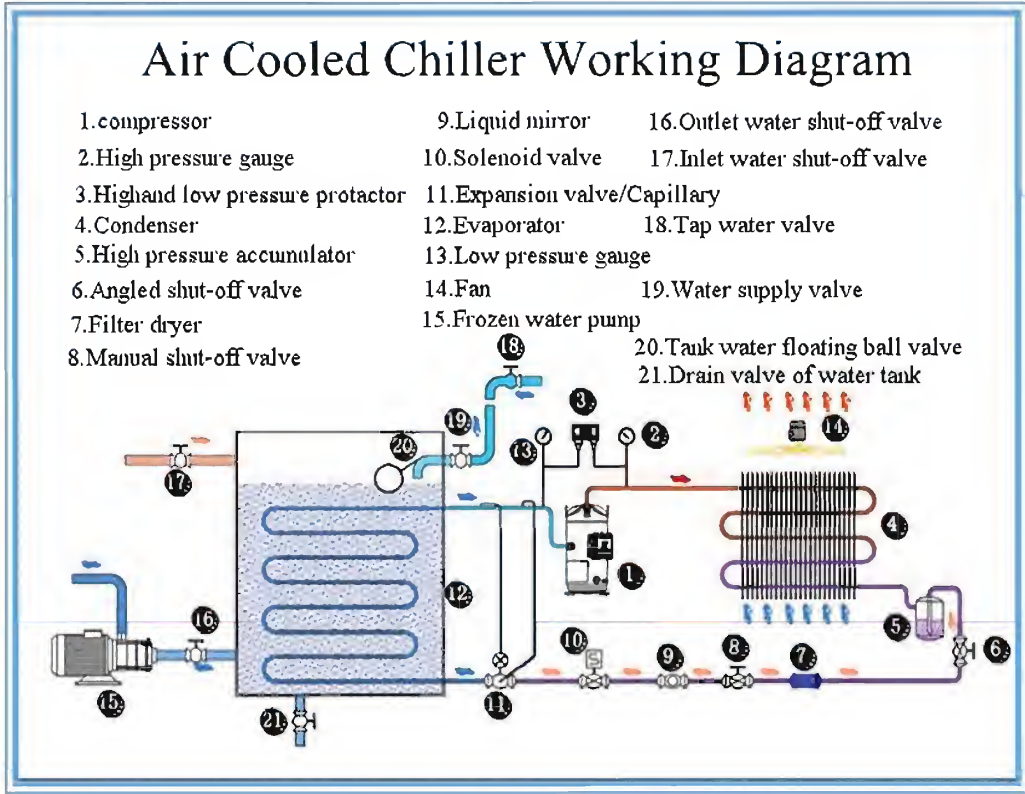 Air Cooled Chiller Working Diagram
1.compressor
2.High pressure gauge
3.Highand low pressure protactor
4.Condenser
5.High pressure accumulator
6.Angled shut-off valve
7.Filter dryer
8.Manual shut-off valve
9.Liquid mirror
10.Solenoid valve
11.Expansion valve/Capillary
12.Evaporator
13.Low pressure gauge
14.Fan
15.Frozen water pump
16.Outlet water shut-off valve
17.Inlet water shut-off valve
18.Tap water valve
19.Water supply valve
20.Tank water floating ball valve
21.Drain valve of water tank
18
3
19
20
13
2
14
17
4
1
12
16
5
6
10
9
8
7
15
11
21
S